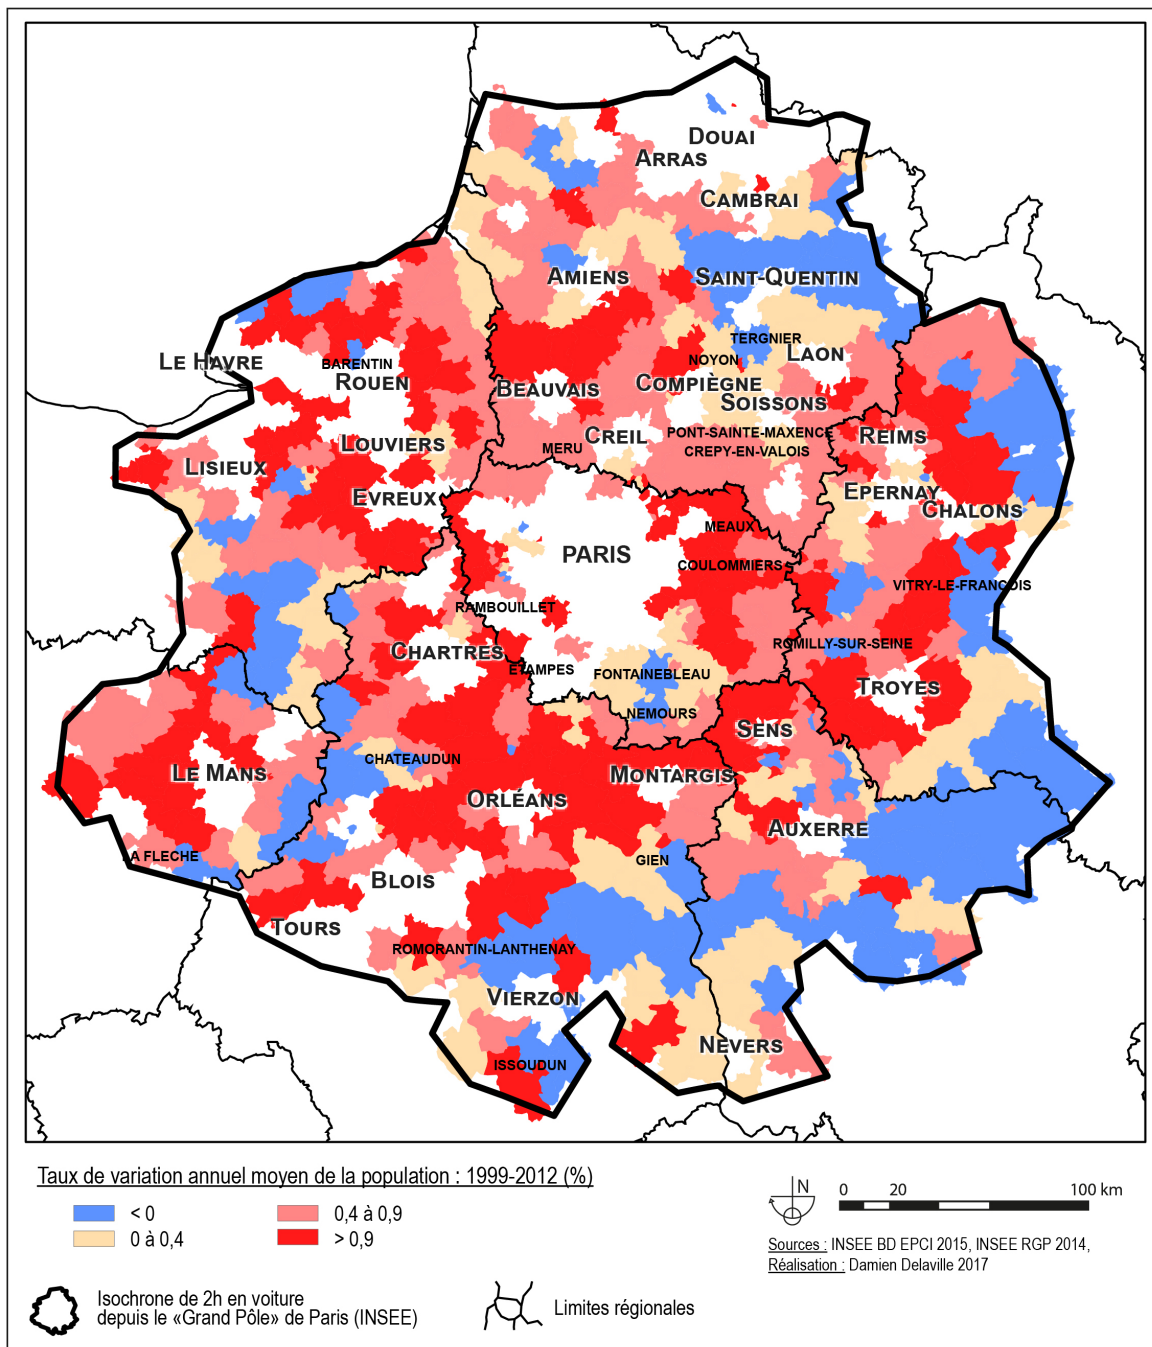 DOUAI
ARRAS
CAMBRAI
AMIENS
SAINT-QUENTIN
TERGNIER
LAON
NOYON
LE HAVRE
BARENTIN
ROUEN
BEAUVAIS
COMPIÈGNE
SOISSONS
LOUVIERS
MERU
CREIL
PONT-SAINTE-MAXENCE
CREPY-EN-VALOIS
REIMS
LISIEUX
EVREUX
EPERNAY
CHALONS
MEAUX
PARIS
COULOMMIERS
VITRY-LE-FRANCOIS
RAMBOUILLET
CHARTRES
ETAMPES
FONTAINEBLEAU
ROMILLY-SUR-SEINE
TROYES
NEMOURS
SENS
CHATEAUDUN
LE MANS
MONTARGIS
ORLÉANS
AUXERRE
LA FLECHE
GIEN
BLOIS
TOURS
ROMORANTIN-LANTHENAY
VIERZON
NEVERS
ISSOUDUN
Taux de variation annuel moyen de la population : 1999-2012 (%)
< 0
0,4 à 0,9
0 à 0,4
> 0,9
N
0 20 100 km
Sources : INSEE BD EPCI 2015, INSEE RGP 2014,
Réalisation : Damien Delaville 2017
Isochrone de 2h en voiture
depuis le «Grand Pôle» de Paris (INSEE)
Limites régionales